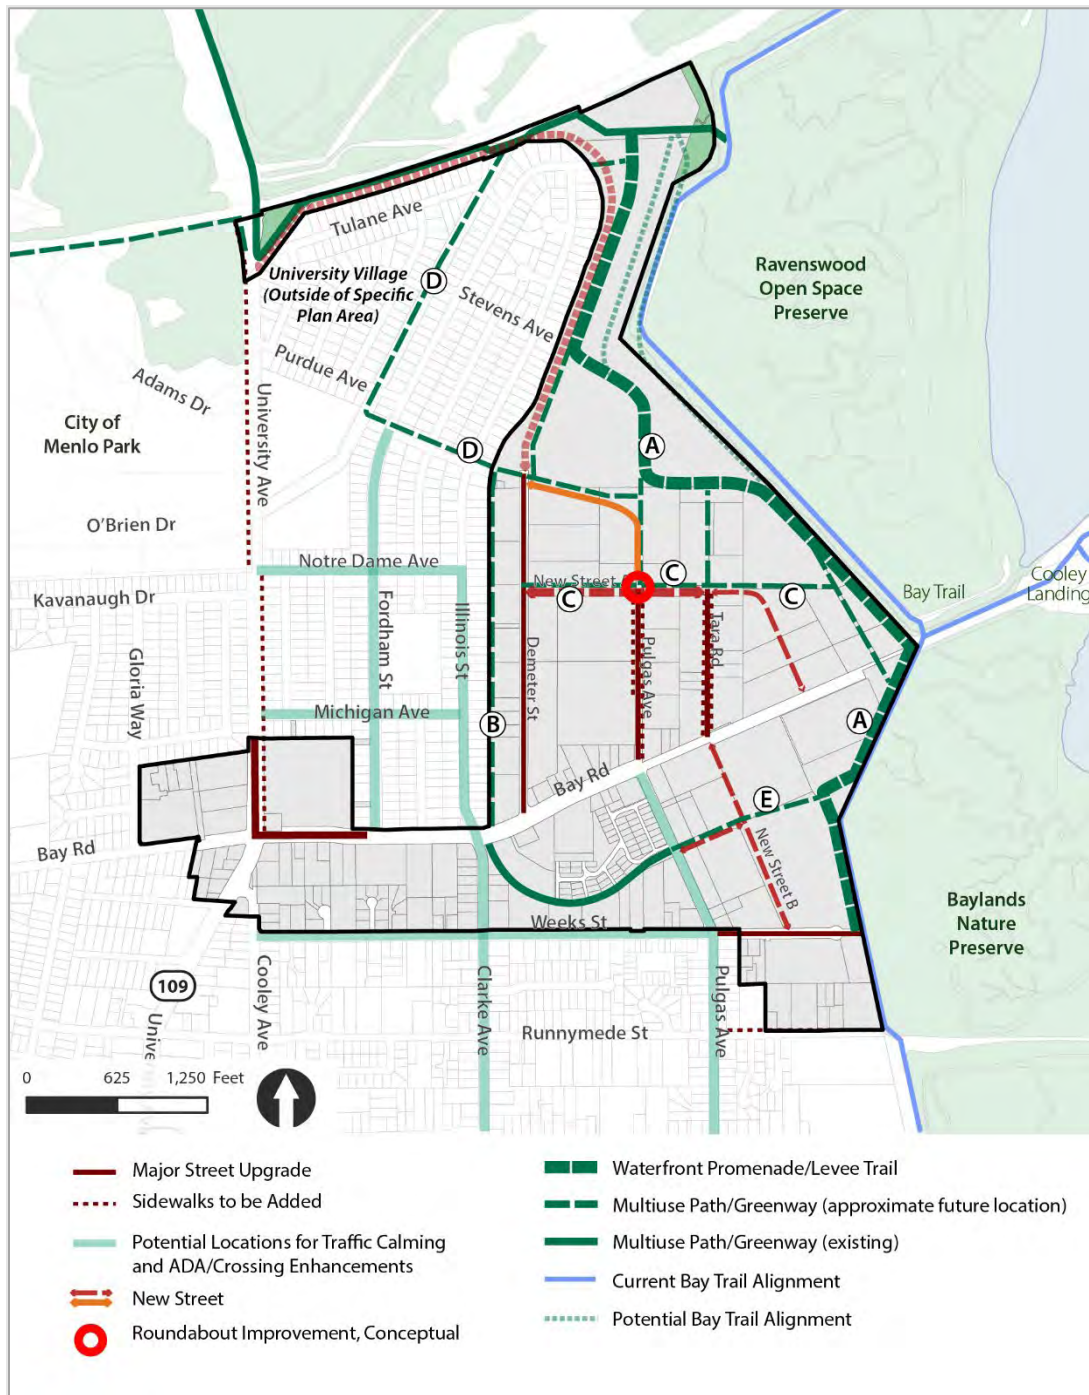 Tulane Ave
University Village
(Outside of Specific
Plan Area)
D
Stevens Ave
Purdue Ave
Adams Dr
City of
Menlo Park
University Ave
O'Brien Dr
D
A
Ravenswood
Open Space
Preserve
Notre Dame Ave
Kavanaugh Dr
Gloria Way
Fordham St
Illinois St
Michigan Ave
B
Demeter St
New Street
C
C
C
Pulgas Ave
Tara Rd
Bay Trail
Cooley
Landing
A
Bay Rd
Bay Rd
E
New Street B
Weeks St
Baylands
Nature
Preserve
109
Unive
Cooley Ave
Clarke Ave
Pulgas Ave
Runnymede St
0 625 1,250 Feet
Major Street Upgrade
Sidewalks to be Added
Potential Locations for Traffic Calming
and ADA/Crossing Enhancements
New Street
Roundabout Improvement, Conceptual
Waterfront Promenade/Levee Trail
Multiuse Path/Greenway (approximate future location)
Multiuse Path/Greenway (existing)
Current Bay Trail Alignment
Potential Bay Trail Alignment